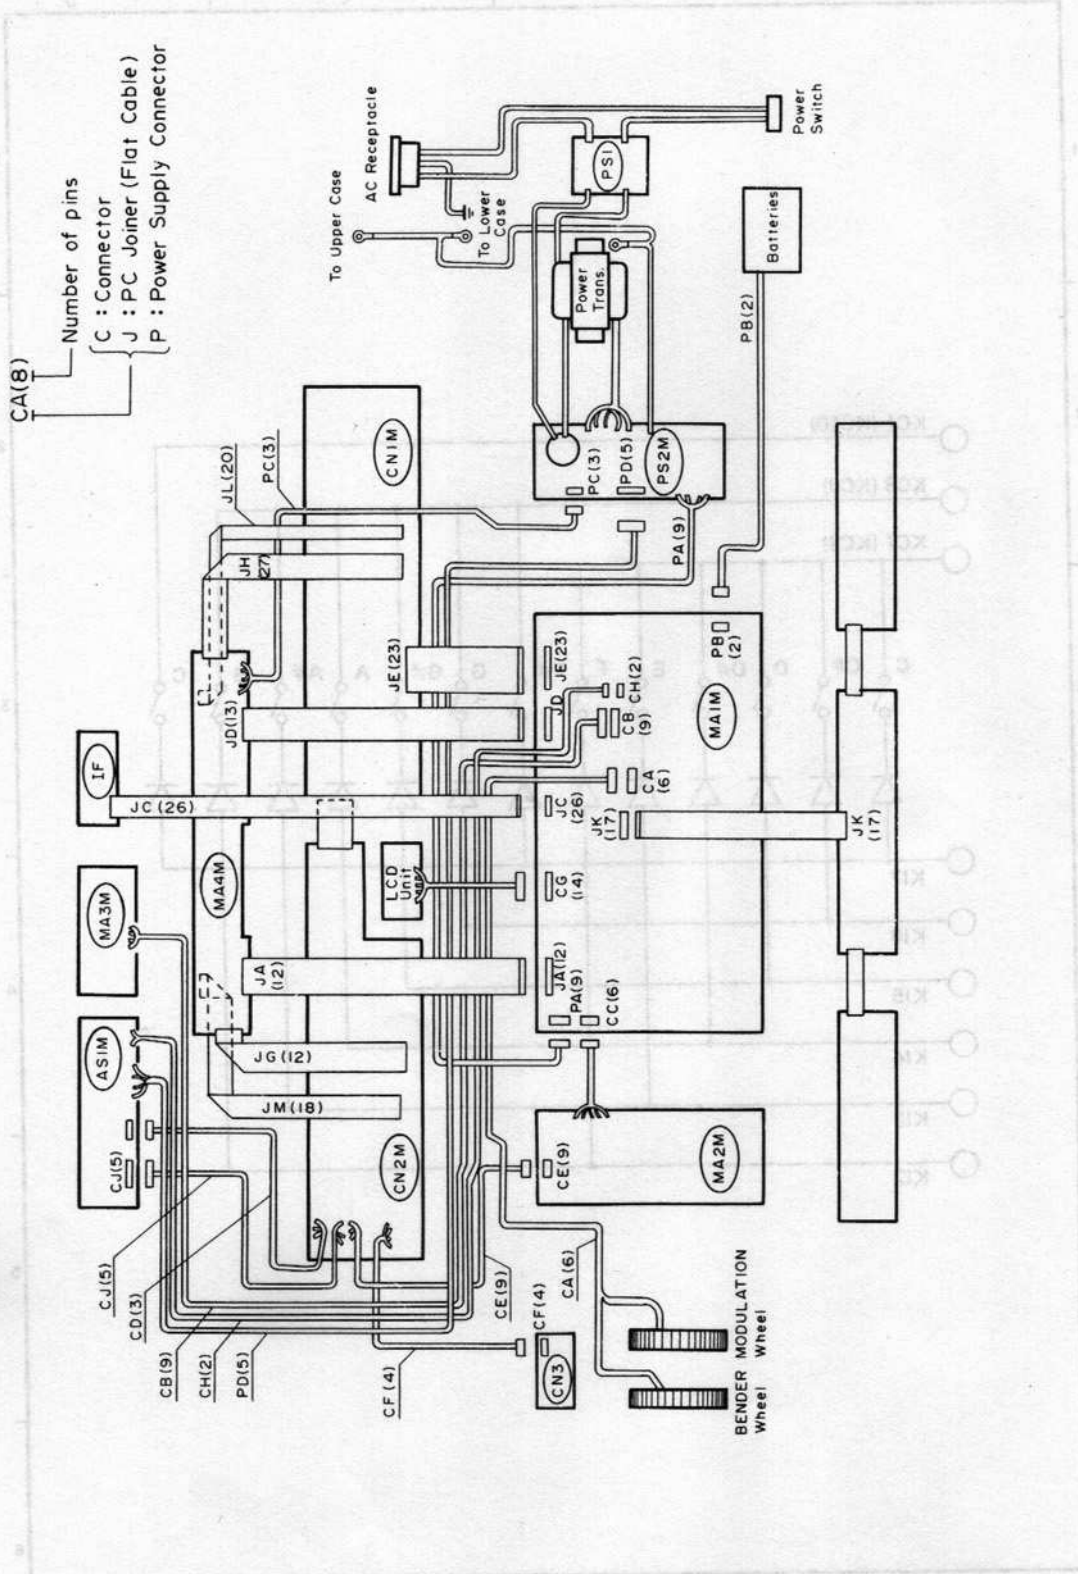 CA(8)
Number of pins
C : Connector
J : PC Joiner (Flat Cable)
P : Power Supply Connector
To Upper Case
AC Receptacle
To Lower
Case
PS1
Power
Switch
Power
Trans.
Batteries
PB(2)
JL(20)
PC(3)
CN1M
PC(3)
PD(5)
PS2M
PA(9)
JH
(27)
JE(23)
JD(13)
IF
JC(26)
MA4M
MA3M
LCD
Unit
JA
(12)
AS1M
JG(12)
JM(18)
CJ(5)
CN2M
JE(23)
JD
CH(2)
CB
(9)
CA
(6)
JC
(26)
JK
(17)
CG
(14)
JA(12)
PA(9)
CC(6)
PB
(2)
MA1M
JK
(17)
CE(9)
MA2M
CJ(5)
CD(3)
CB(9)
CH(2)
PD(5)
CF(4)
CE(9)
CF(4)
CN3
CA(6)
BENDER
Wheel
MODULATION
Wheel